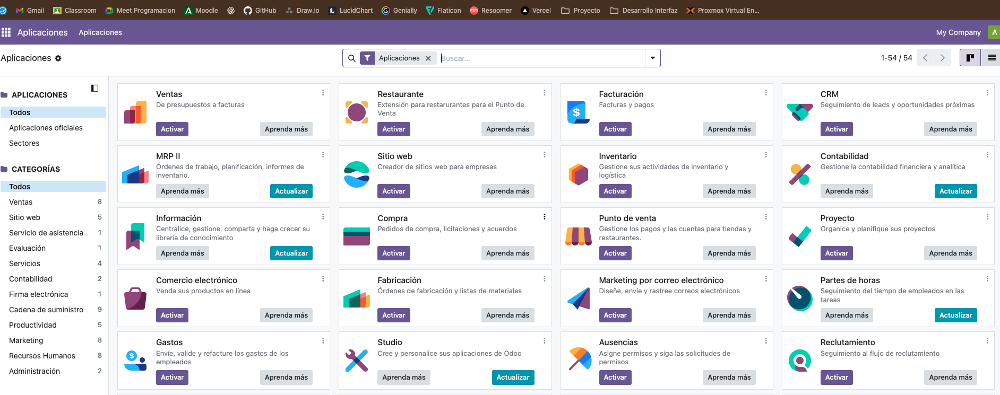 Gmail Classroom Meet Programacion Moodle GitHub Draw.io LucidChart Genially Flaticon Resoomer Vercel Proyecto Desarrollo Interfaz Proxmox Virtual En...
Aplicaciones Aplicaciones My Company A
Aplicaciones Aplicaciones Buscar... 1-54 / 54
APLICACIONES
Todos
Aplicaciones oficiales
Sectores
CATEGORÍAS
Todos
Ventas 8
Sitio web 5
Servicio de asistencia 1
Evaluación 1
Servicios 4
Contabilidad 2
Firma electrónica 1
Cadena de suministro 9
Productividad 5
Marketing 8
Recursos Humanos 8
Administración 2
Ventas
De presupuestos a facturas
Activar Aprenda más
Restaurante
Extensión para restarurantes para el Punto de
Venta
Activar Aprenda más
Facturación
Facturas y pagos
Activar Aprenda más
CRM
Seguimiento de leads y oportunidades próximas
Activar Aprenda más
MRP II
Órdenes de trabajo, planificación, informes de
inventario.
Aprenda más Actualizar
Sitio web
Creador de sitios web para empresas
Activar Aprenda más
Inventario
Gestione sus actividades de inventario y
logística
Activar Aprenda más
Contabilidad
Gestione la contabilidad financiera y analítica
Aprenda más Actualizar
Información
Centralice, gestione, comparta y haga crecer su
librería de conocimiento
Aprenda más Actualizar
Compra
Pedidos de compra, licitaciones y acuerdos
Activar Aprenda más
Punto de venta
Gestione los pagos y las cuentas para tiendas y
restaurantes.
Activar Aprenda más
Proyecto
Organice y planifique sus proyectos
Activar Aprenda más
Comercio electrónico
Venda sus productos en línea
Activar Aprenda más
Fabricación
Órdenes de fabricación y listas de materiales
Activar Aprenda más
Marketing por correo electrónico
Diseñe, envíe y rastree correos electrónicos
Activar Aprenda más
Partes de horas
Seguimiento del tiempo de empleados en las
tareas
Aprenda más Actualizar
Gastos
Envíe, valide y refacture los gastos de los
empleados
Activar Aprenda más
Studio
Cree y personalice sus aplicaciones de Odoo
Aprenda más Actualizar
Ausencias
Asigne permisos y siga las solicitudes de
permisos
Activar Aprenda más
Reclutamiento
Seguimiento al flujo de reclutamiento
Activar Aprenda más